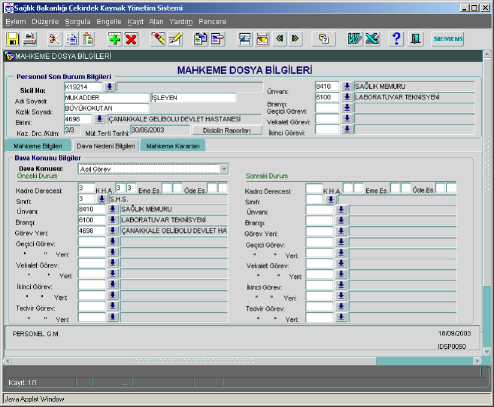 Sağlık Bakanlığı Çekirdek Kaynak Yönetim Sistemi
Eylem Düzenle Sorgula Engelle Kayıt Alan Yardım Pencere
SIEMENS
MAHKEME DOSYA BİLGİLERİ
MAHKEME DOSYA BİLGİLERİ
Personel Son Durum Bilgileri
Sicil No: K19214 Ünvanı: 8410 SAĞLIK MEMURU
Adı Soyadı: MUKADDER İŞLEYEN Branşı: 6100 LABORATUVAR TEKNİSYENİ
Kızlık Soyadı: BÜYÜKOKUTAN Geçici Görevi:
Birimi: 4698 ÇANAKKALE GELİBOLU DEVLET HASTANESİ Vekalet Görevi:
Kaz. Drc./Kdm: 3/3 Müt.Terfi Tarihi: 30/06/2003 Disiplin Raporları İkinci Görevi:
Mahkeme Bilgileri Dava Nedeni Bilgileri Mahkeme Kararları
Dava Konusu Bilgiler
Dava Konusu: Asıl Görev
Önceki Durum Sonraki Durum
Kadro Derecesi: 3 K.H.A 3 3 Eme.Es. Öde.Es. Kadro Derecesi: K.H.A. Eme.Es. Öde.Es.
Sınıfı: 3 S.H.S. Sınıfı:
Ünvanı: 8410 SAĞLIK MEMURU Ünvanı:
Branşı: 6100 LABORATUVAR TEKNİSYENİ Branşı:
Görev Yeri: 4698 ÇANAKKALE GELİBOLU DEVLET HA Görev Yeri:
Geçici Görev: Geçici Görev:
" " Yeri: " " Yeri:
Vekalet Görev: Vekalet Görev:
" " Yeri: " " Yeri:
İkinci Görev: İkinci Görev:
" " Yeri: " " Yeri:
Tedvir Görev: Tedvir Görev:
" " Yeri: " " Yeri:
PERSONEL G.M. 18/09/2003
IDSP0050
Kayıt: 1/1 ...
Java Applet Window